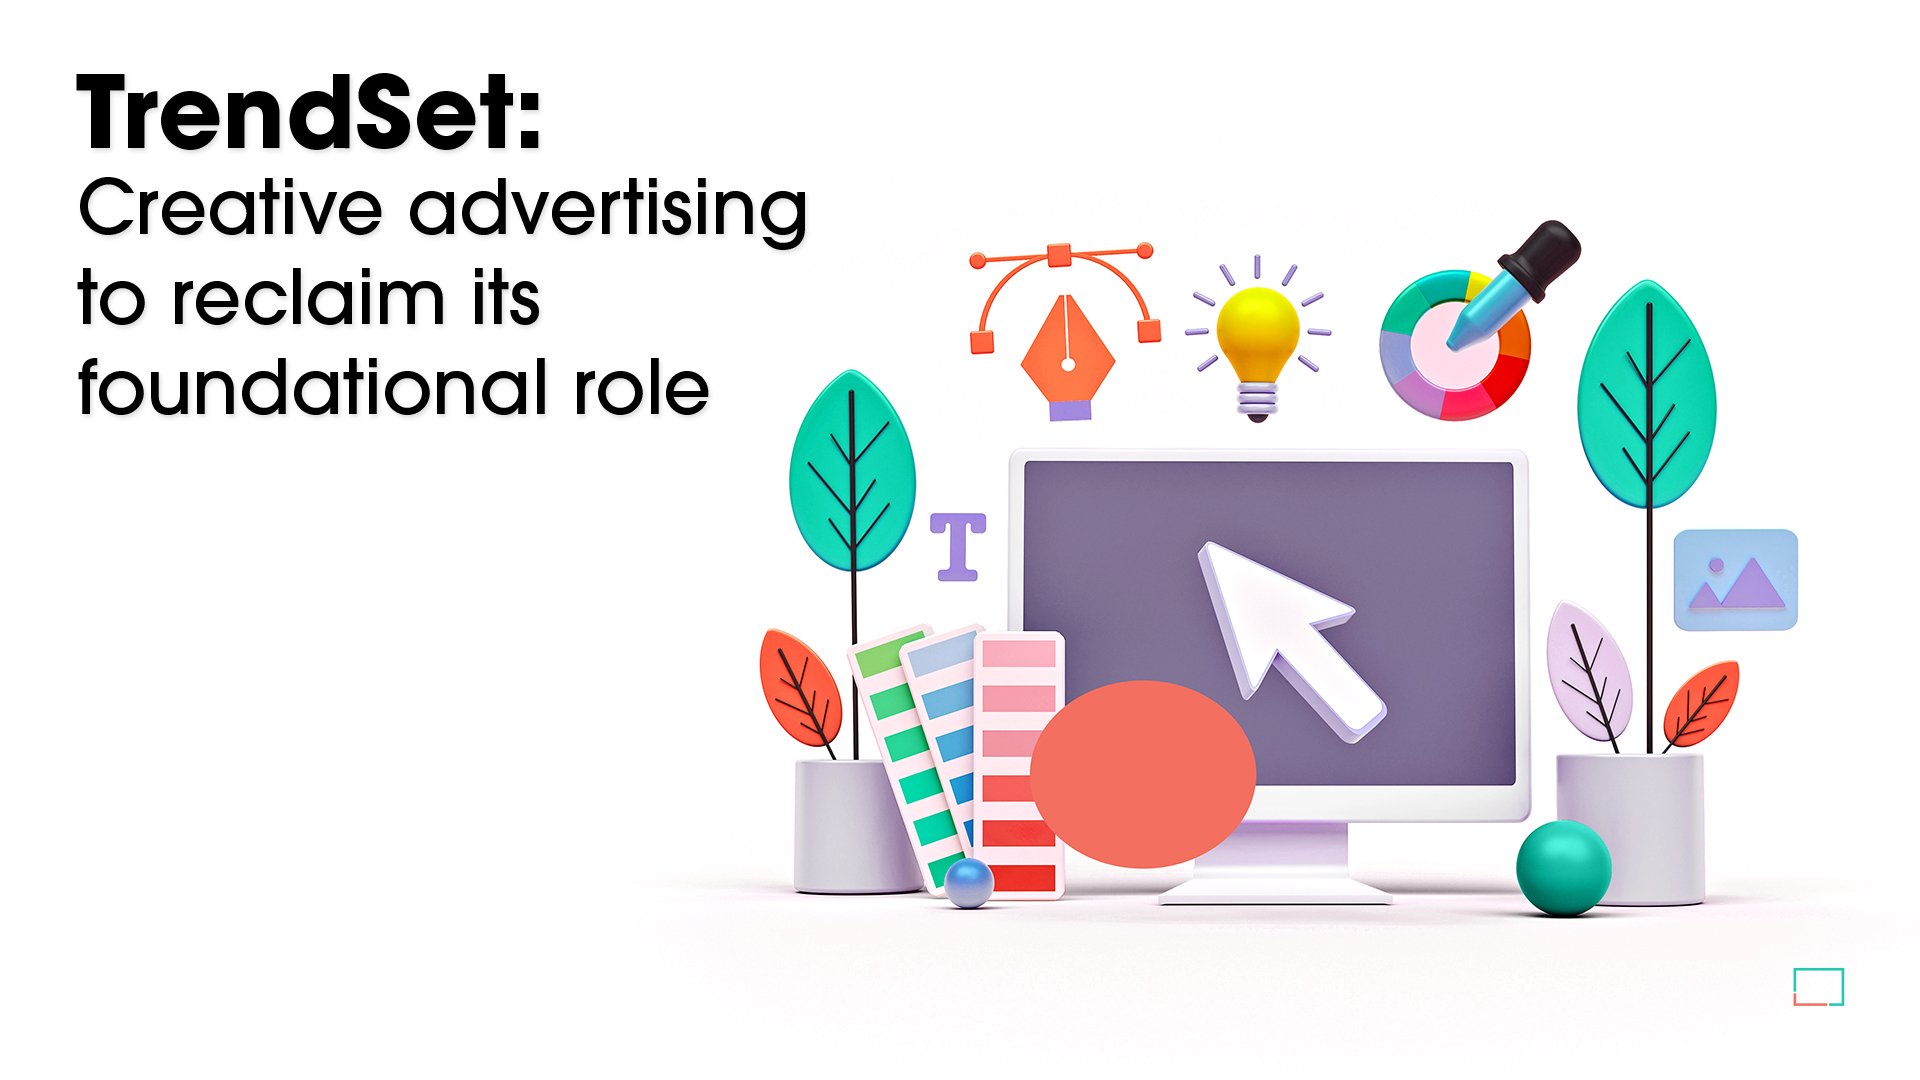 TrendSet:
Creative advertising
to reclaim its
foundational role
T